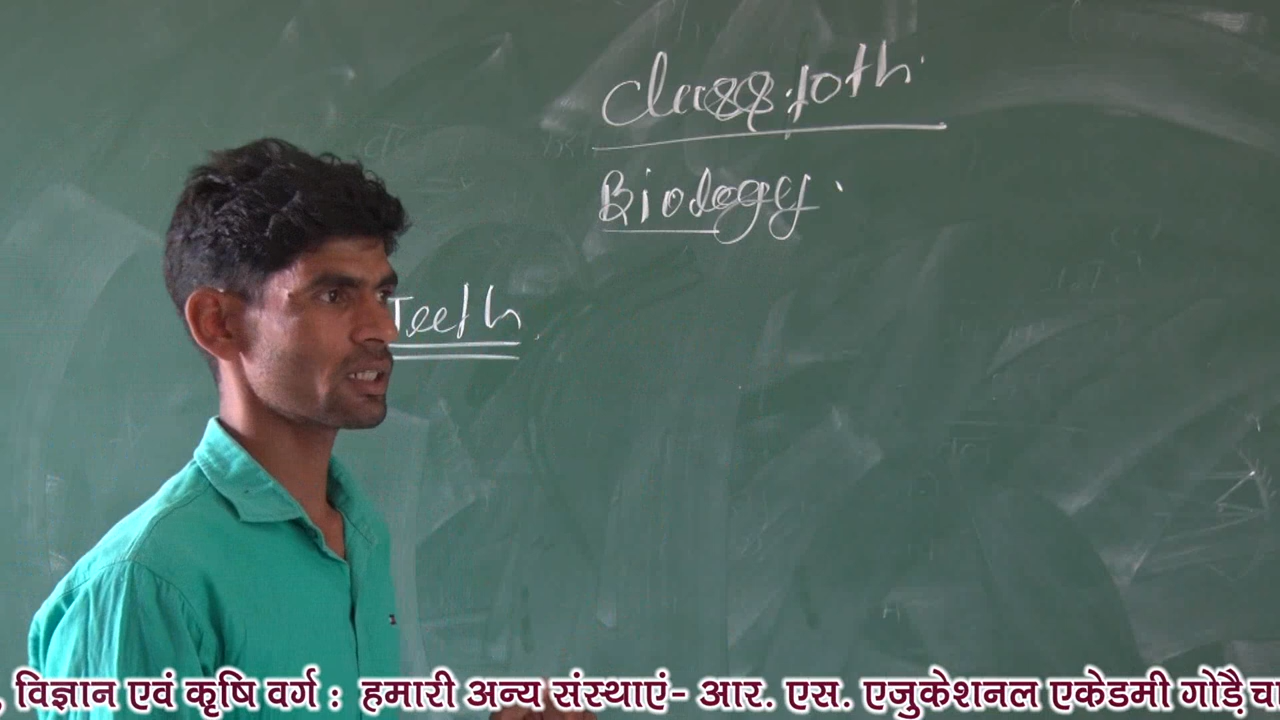 Class:10th.
Biology.
Teeth.
, विज्ञान एवं कृषि वर्ग : हमारी अन्य संस्थाएं- आर. एस. एजुकेशनल एकेडमी गोड़ै चा